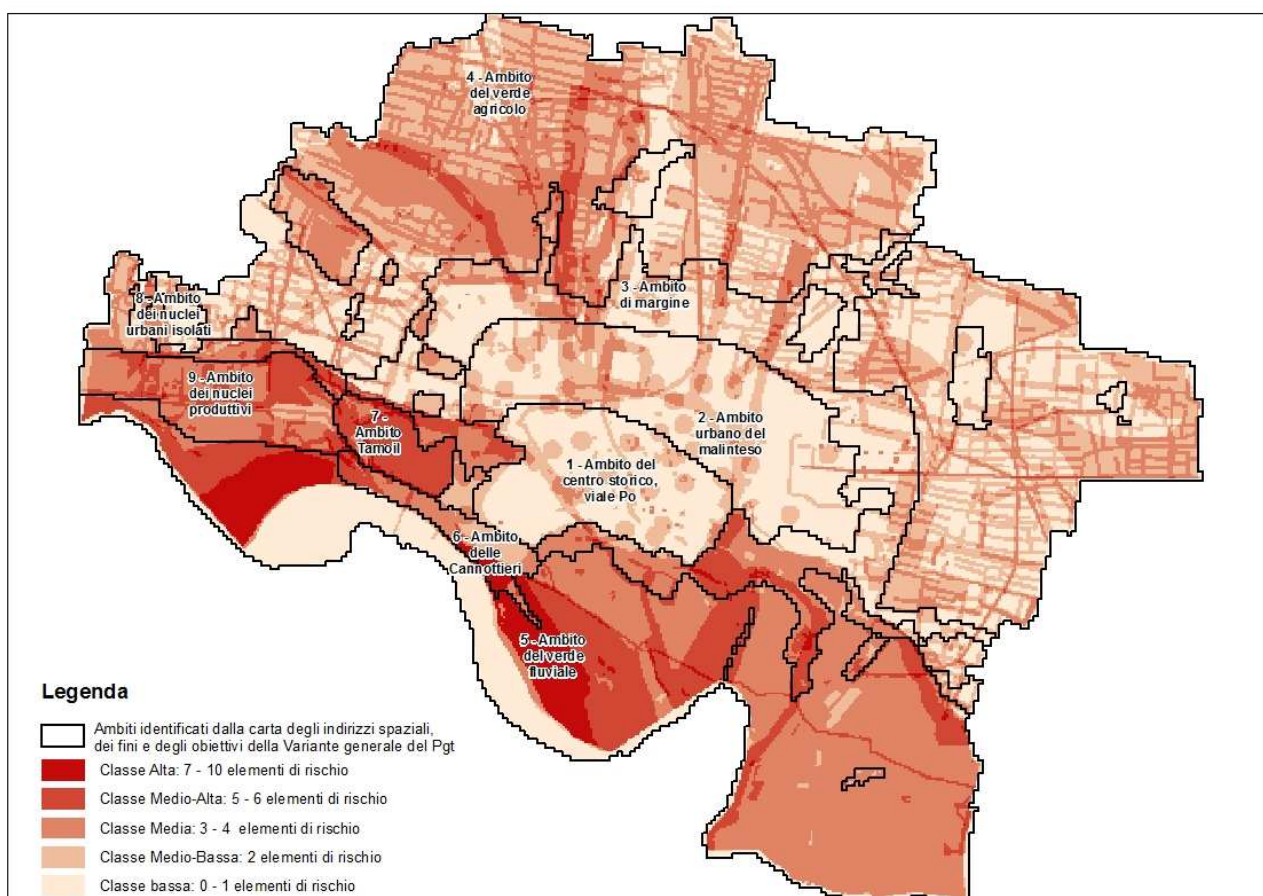 4 - Ambito
del verde
agricolo
3 - Ambito
di margine
8 - Ambito
dei nuclei
urbani isolati
9 - Ambito
dei nuclei
produttivi
7 -
Ambito
Tamoil
2 - Ambito
urbano del
malinteso
1 - Ambito del
centro storico,
viale Po
6 - Ambito
delle
Cannottieri
5 - Ambito
del verde
fluviale
Legenda
Ambiti identificati dalla carta degli indirizzi spaziali,
dei fini e degli obiettivi della Variante generale del Pgt
Classe Alta: 7 - 10 elementi di rischio
Classe Medio-Alta: 5 - 6 elementi di rischio
Classe Media: 3 - 4 elementi di rischio
Classe Medio-Bassa: 2 elementi di rischio
Classe bassa: 0 - 1 elementi di rischio